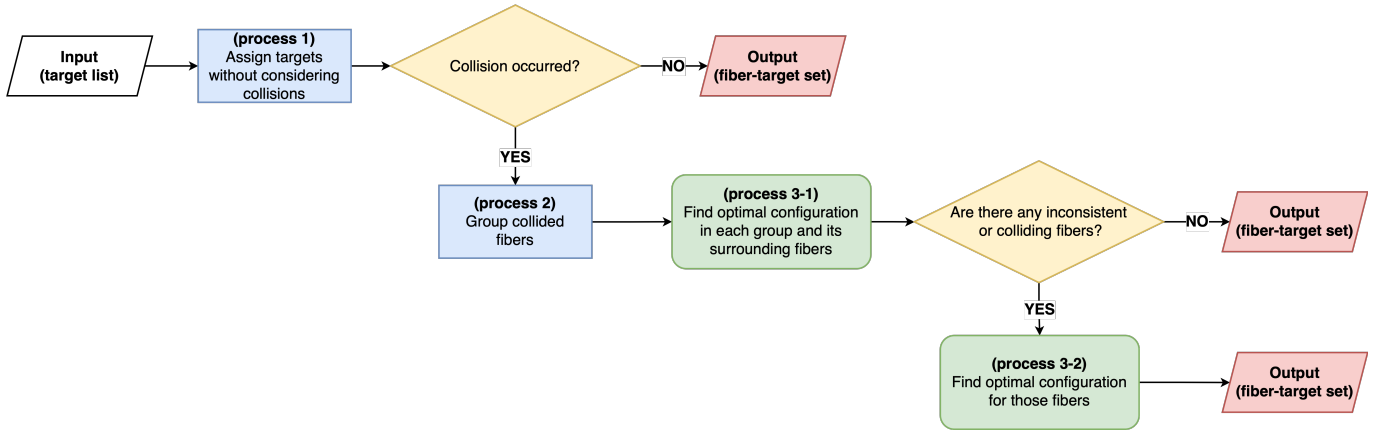 Input
(target list)
(process 1)
Assign targets
without considering
collisions
Collision occurred?
NO
Output
(fiber-target set)
YES
(process 2)
Group collided
fibers
(process 3-1)
Find optimal configuration
in each group and its
surrounding fibers
Are there any inconsistent
or colliding fibers?
NO
Output
(fiber-target set)
YES
(process 3-2)
Find optimal configuration
for those fibers
Output
(fiber-target set)